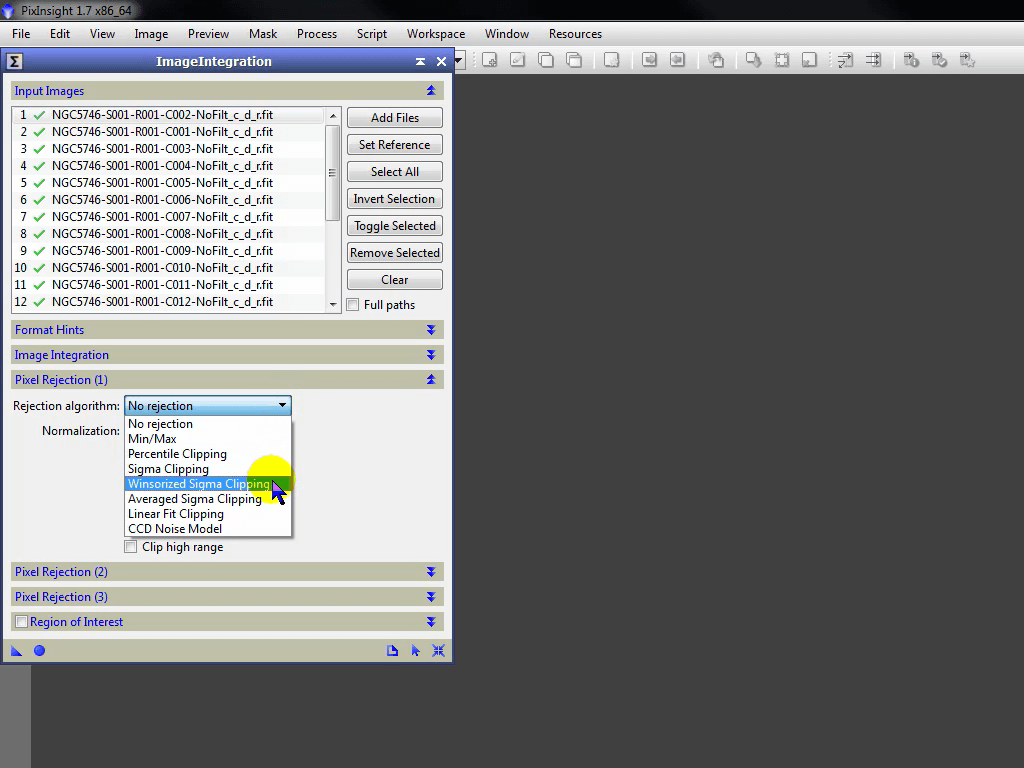 PixInsight 1.7 x86_64
File Edit View Image Preview Mask Process Script Workspace Window Resources
Σ ImageIntegration
Input Images
1 NGC5746-S001-R001-C002-NoFilt_c_d_r.fit
2 NGC5746-S001-R001-C001-NoFilt_c_d_r.fit
3 NGC5746-S001-R001-C003-NoFilt_c_d_r.fit
4 NGC5746-S001-R001-C004-NoFilt_c_d_r.fit
5 NGC5746-S001-R001-C005-NoFilt_c_d_r.fit
6 NGC5746-S001-R001-C006-NoFilt_c_d_r.fit
7 NGC5746-S001-R001-C007-NoFilt_c_d_r.fit
8 NGC5746-S001-R001-C008-NoFilt_c_d_r.fit
9 NGC5746-S001-R001-C009-NoFilt_c_d_r.fit
10 NGC5746-S001-R001-C010-NoFilt_c_d_r.fit
11 NGC5746-S001-R001-C011-NoFilt_c_d_r.fit
12 NGC5746-S001-R001-C012-NoFilt_c_d_r.fit
Add Files
Set Reference
Select All
Invert Selection
Toggle Selected
Remove Selected
Clear
Full paths
Format Hints
Image Integration
Pixel Rejection (1)
Rejection algorithm: No rejection
Normalization:
No rejection
Min/Max
Percentile Clipping
Sigma Clipping
Winsorized Sigma Clipping
Averaged Sigma Clipping
Linear Fit Clipping
CCD Noise Model
Clip high range
Pixel Rejection (2)
Pixel Rejection (3)
Region of Interest